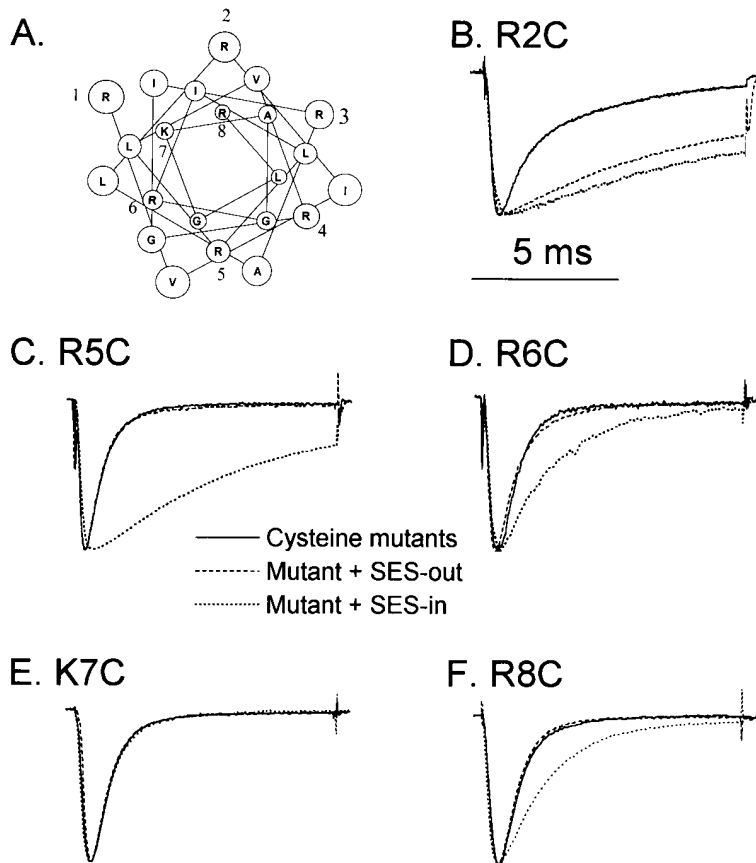 A.
2
R
I
I
V
1
R
R
8
A
R
3
K
7
L
L
L
L
I
R
6
G
G
R
4
G
R
5
V
A
B. R2C
5 ms
C. R5C
D. R6C
Cysteine mutants
Mutant + SES-out
Mutant + SES-in
E. K7C
F. R8C